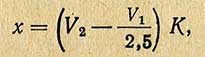 x = (V₂ — V₁/2,5) K,